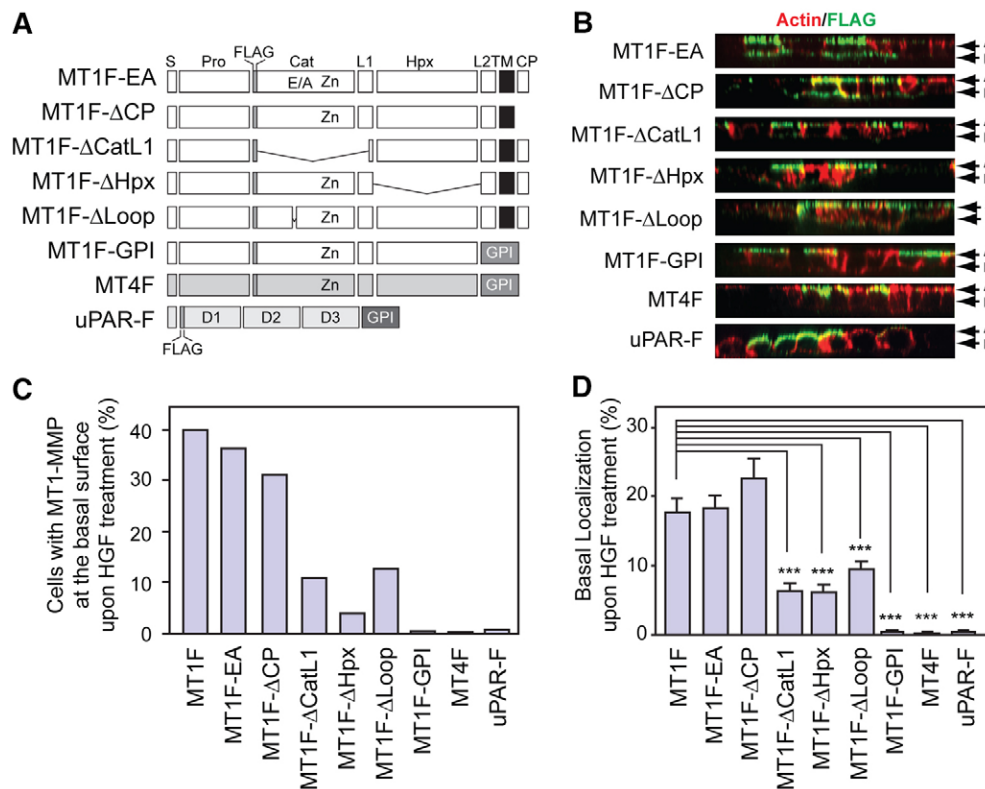 A
FLAG
S Pro Cat L1 Hpx L2TM CP
MT1F-EA
E/A Zn
MT1F-ΔCP
Zn
MT1F-ΔCatL1
MT1F-ΔHpx
Zn
MT1F-ΔLoop
Zn
MT1F-GPI
Zn
GPI
MT4F
Zn
GPI
uPAR-F
D1 D2 D3 GPI
FLAG
B
Actin/FLAG
MT1F-EA
MT1F-ΔCP
MT1F-ΔCatL1
MT1F-ΔHpx
MT1F-ΔLoop
MT1F-GPI
MT4F
uPAR-F
C
Cells with MT1-MMP
at the basal surface
upon HGF treatment (%)
40
30
20
10
0
MT1F
MT1F-EA
MT1F-ΔCP
MT1F-ΔCatL1
MT1F-ΔHpx
MT1F-ΔLoop
MT1F-GPI
MT4F
uPAR-F
D
Basal Localization
upon HGF treatment (%)
30
20
10
0
*** *** *** *** *** ***
MT1F
MT1F-EA
MT1F-ΔCP
MT1F-ΔCatL1
MT1F-ΔHpx
MT1F-ΔLoop
MT1F-GPI
MT4F
uPAR-F